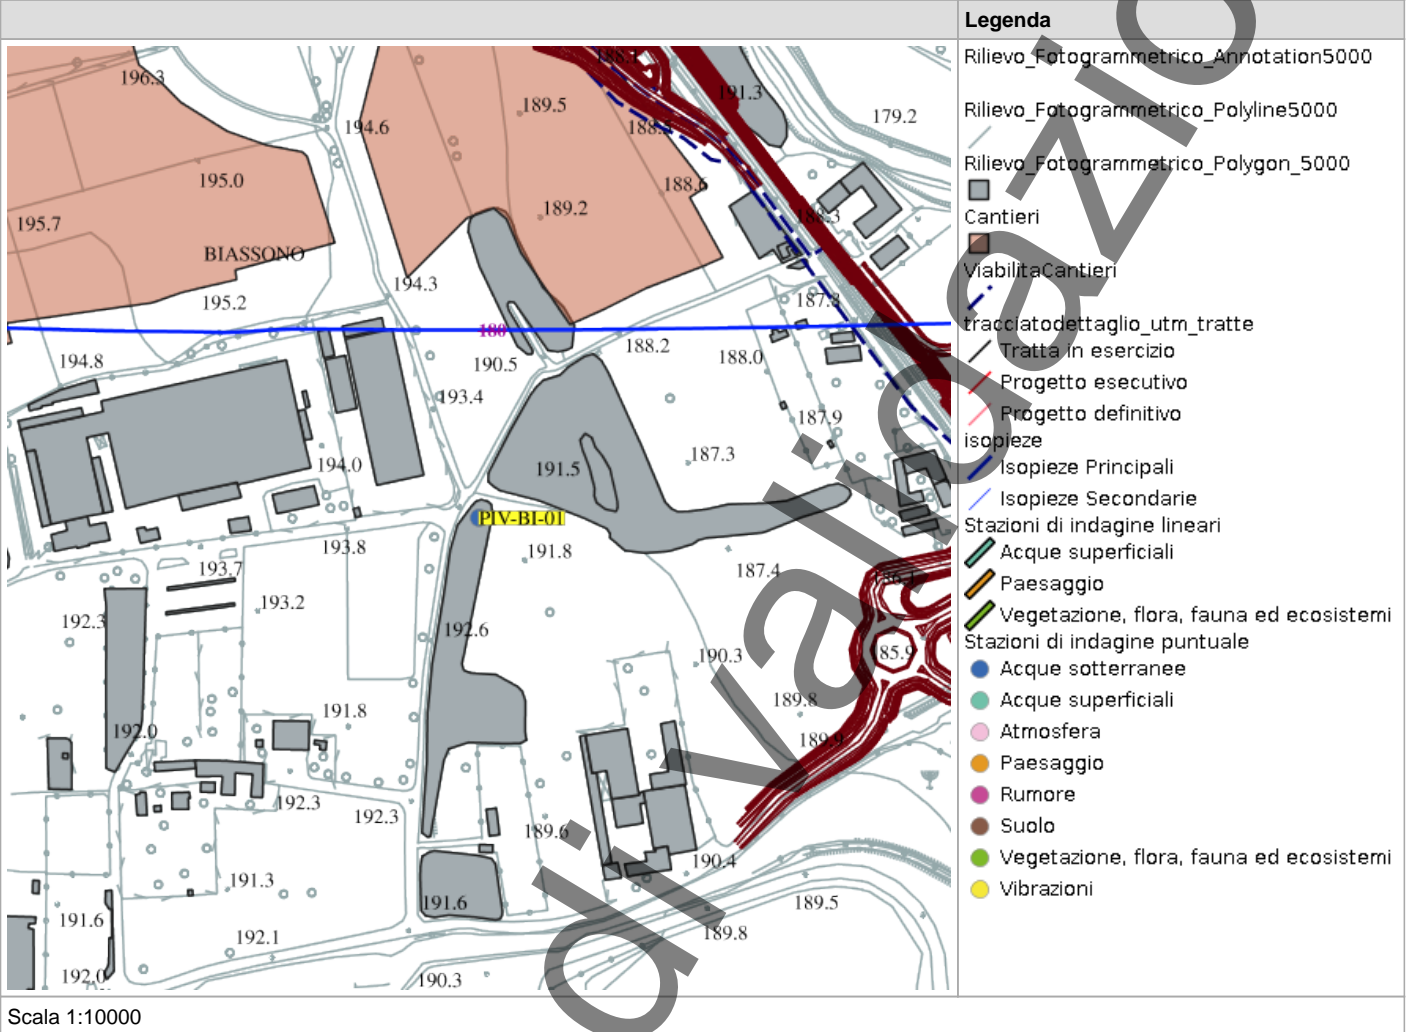 Legenda
Rilievo_Fotogrammetrico_Annotation5000
Rilievo_Fotogrammetrico_Polyline5000
Rilievo_Fotogrammetrico_Polygon_5000
Cantieri
ViabilitaCantieri
tracciatodettaglio_utm_tratte
Tratta in esercizio
Progetto esecutivo
Progetto definitivo
isopieze
Isopieze Principali
Isopieze Secondarie
Stazioni di indagine lineari
Acque superficiali
Paesaggio
Vegetazione, flora, fauna ed ecosistemi
Stazioni di indagine puntuale
Acque sotterranee
Acque superficiali
Atmosfera
Paesaggio
Rumore
Suolo
Vegetazione, flora, fauna ed ecosistemi
Vibrazioni
196.3
189.5
191.3
179.2
194.6
195.0
188.6
189.2
195.7
188.3
BIASSONO
194.3
195.2
187.3
180
188.2
194.8
190.5
188.0
193.4
187.9
187.3
194.0
191.5
PIV-BI-01
193.8
191.8
193.7
187.4
193.2
192.3
192.6
190.3
185.9
189.8
191.8
192.0
189.9
192.3
192.3
189.6
190.4
191.3
191.6
189.5
191.6
192.1
189.8
192.0
190.3
di validazio
Scala 1:10000